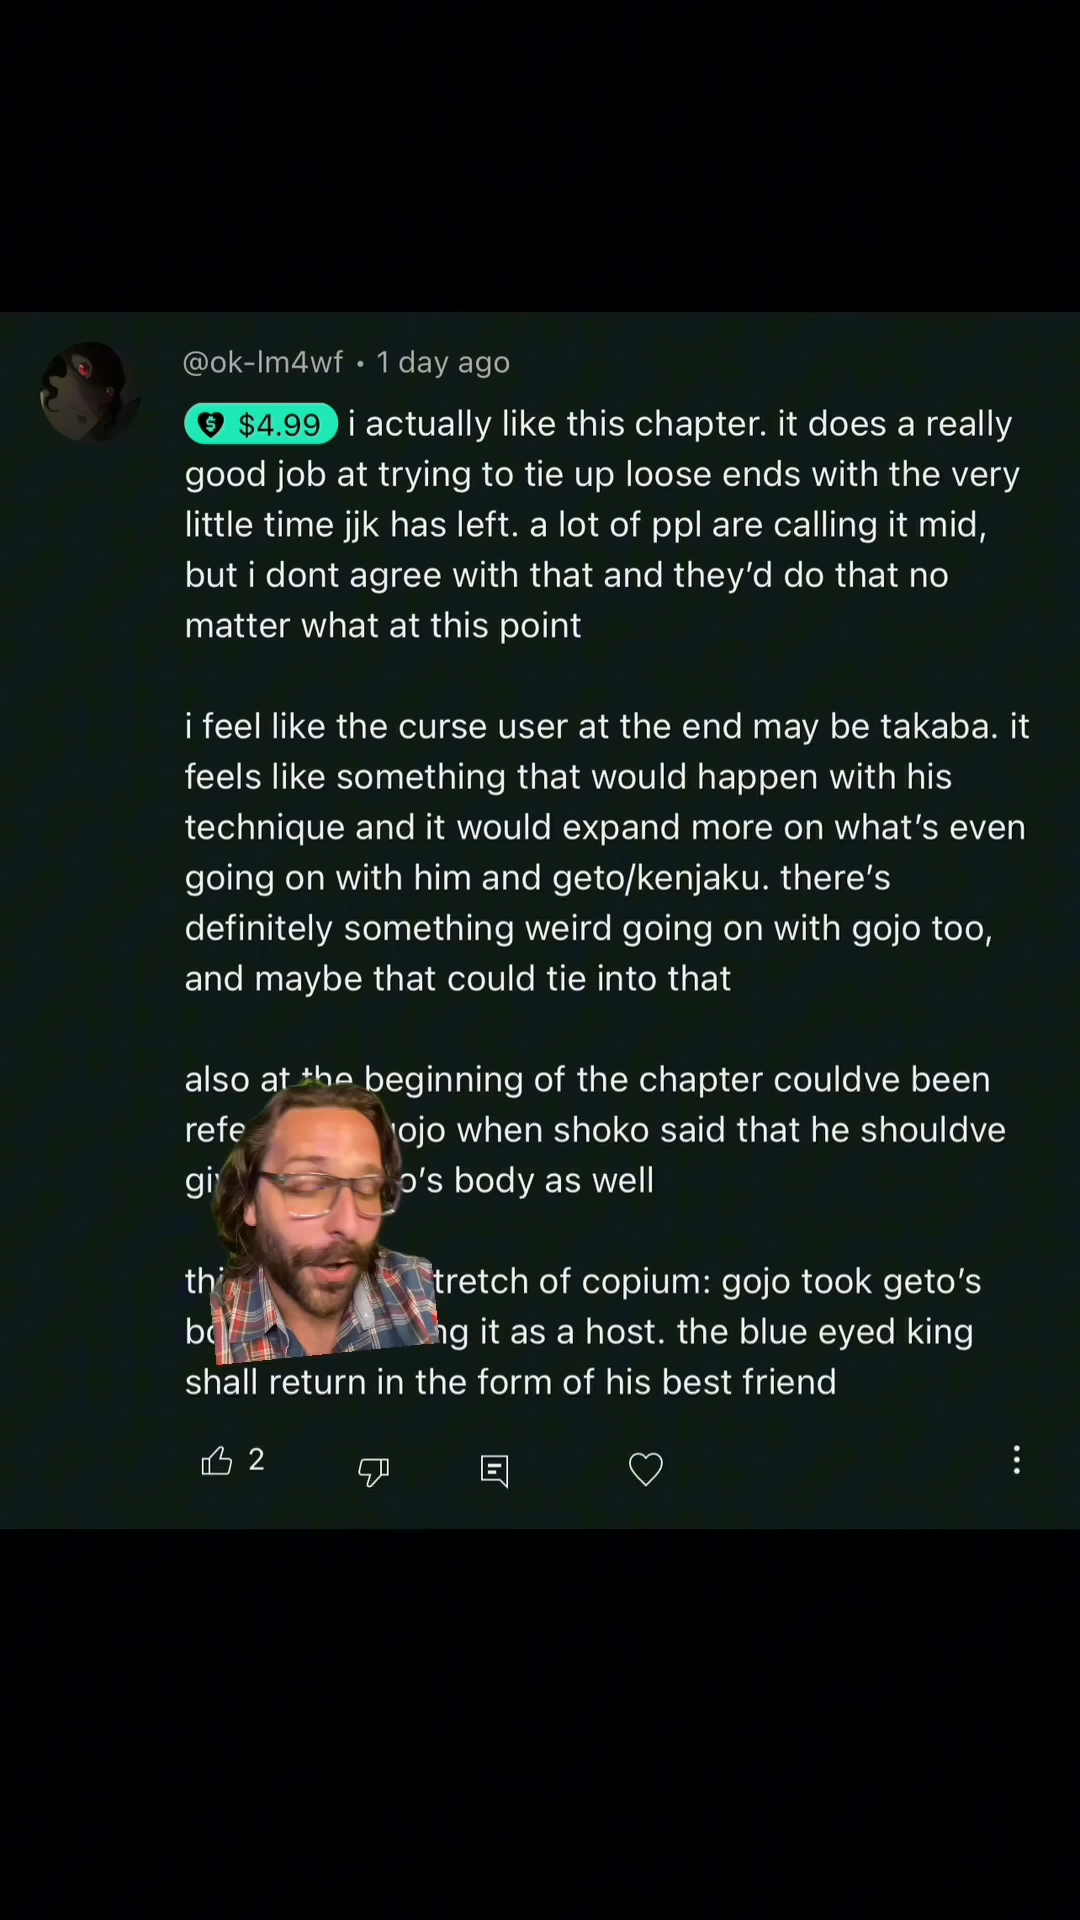 @ok-lm4wf • 1 day ago
$4.99 i actually like this chapter. it does a really
good job at trying to tie up loose ends with the very
little time jjk has left. a lot of ppl are calling it mid,
but i dont agree with that and they'd do that no
matter what at this point
i feel like the curse user at the end may be takaba. it
feels like something that would happen with his
technique and it would expand more on what's even
going on with him and geto/kenjaku. there's
definitely something weird going on with gojo too,
and maybe that could tie into that
also at the beginning of the chapter couldve been
when shoko said that he shouldve
body as well
of copium: gojo took geto's
it as a host. the blue eyed king
shall return in the form of his best friend
2